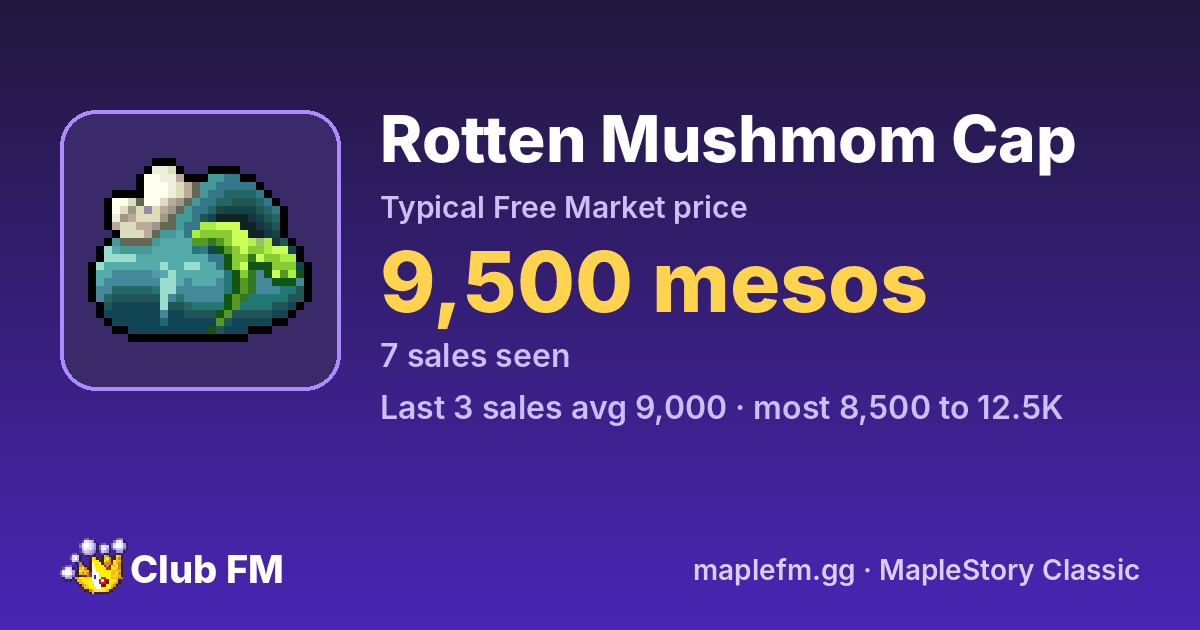 Rotten Mushmom Cap
Typical Free Market price
9,500 mesos
7 sales seen
Last 3 sales avg 9,000 · most 8,500 to 12.5K
Club FM
maplefm.gg · MapleStory Classic